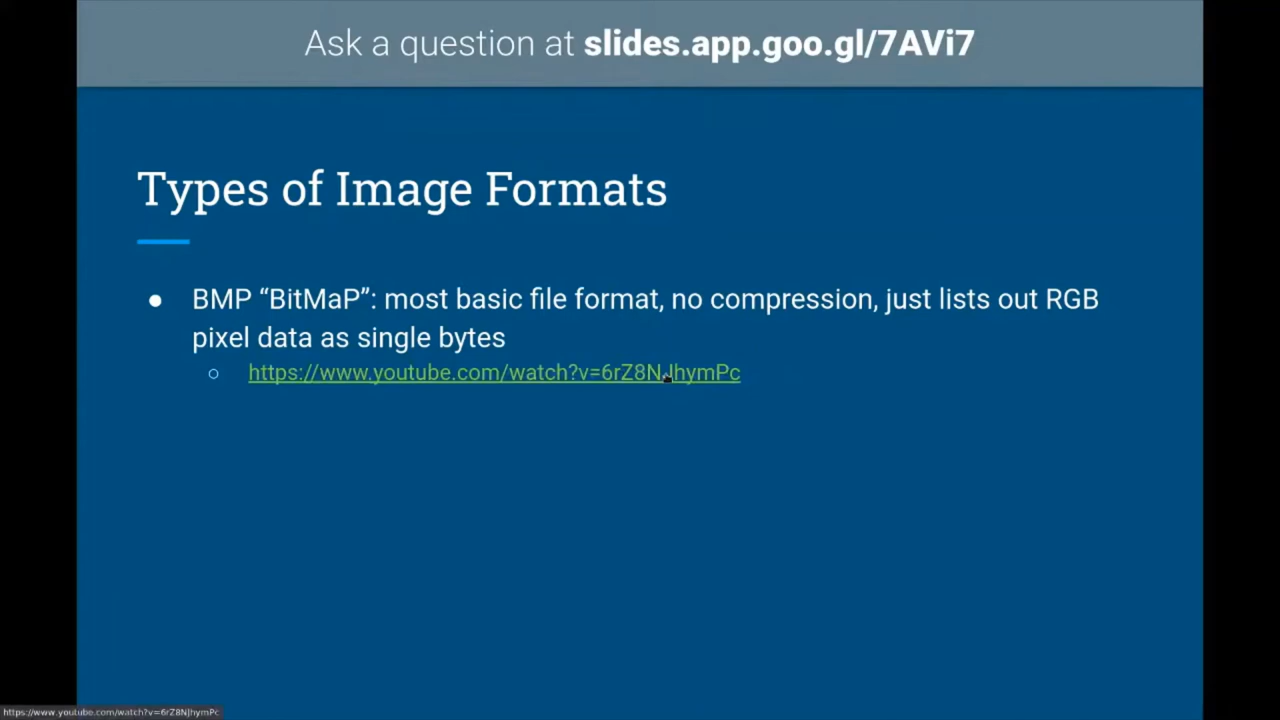 Ask a question at slides.app.goo.gl/7AVi7
Types of Image Formats
● BMP “BitMaP”: most basic file format, no compression, just lists out RGB
pixel data as single bytes
○ https://www.youtube.com/watch?v=6rZ8NJhymPc
https://www.youtube.com/watch?v=6rZ8NJhymPc